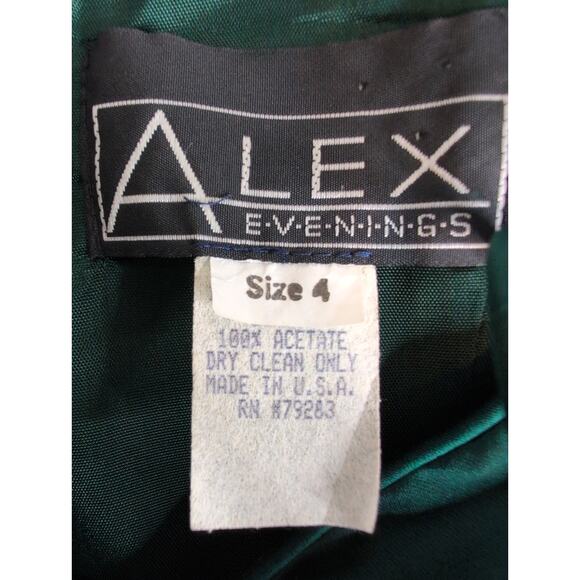 ALEX
E·V·E·N·I·N·G·S
Size 4
100% ACETATE
DRY CLEAN ONLY
MADE IN U.S.A.
RN #79283